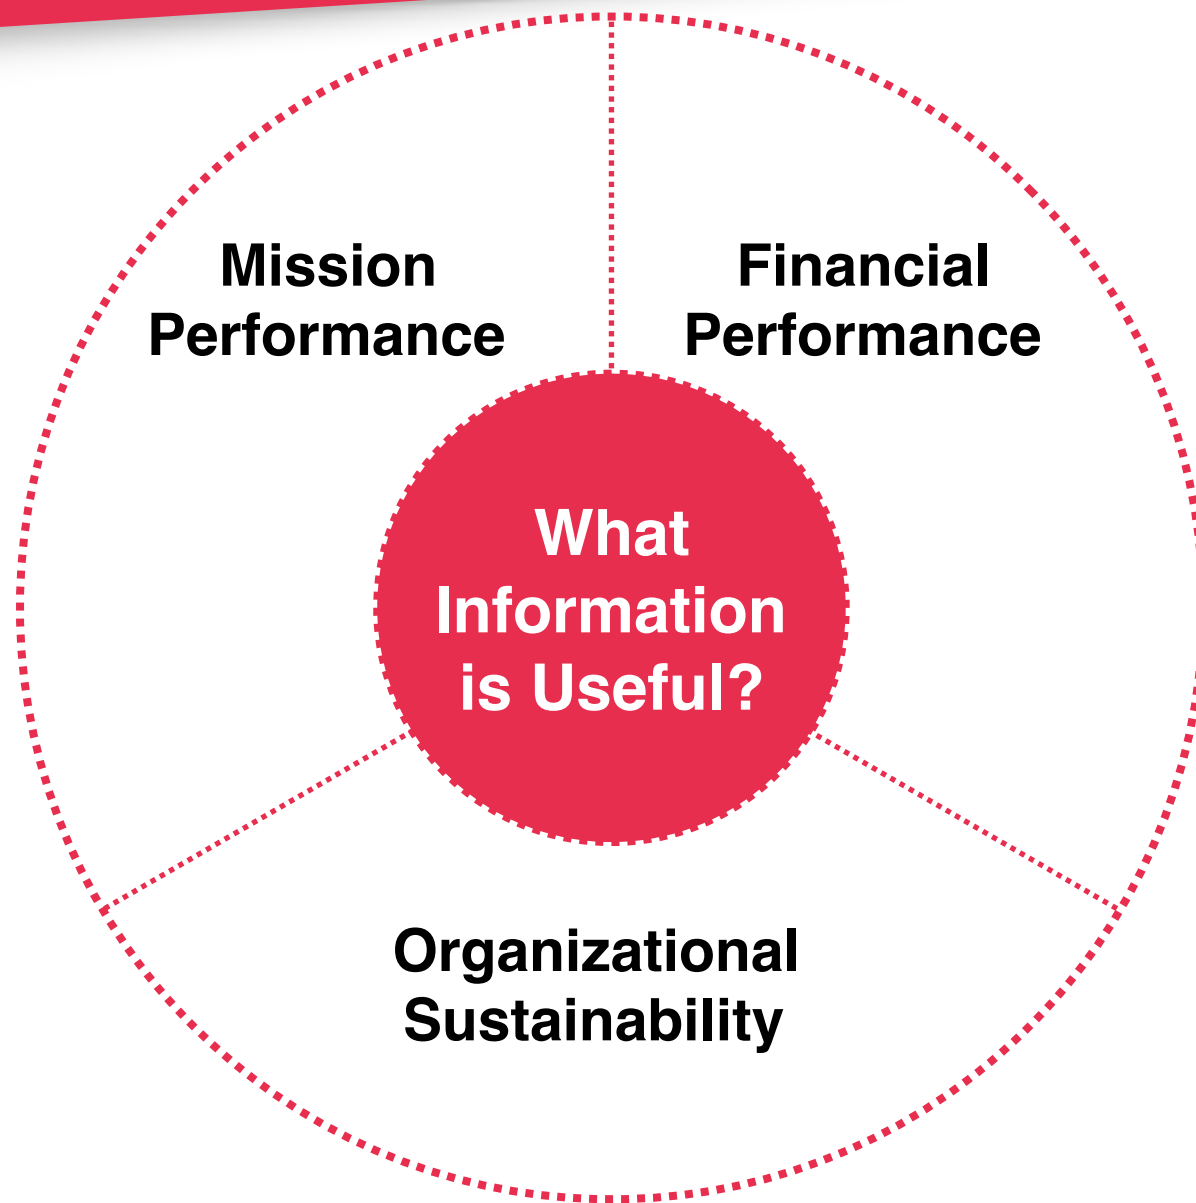 Mission
Performance
Financial
Performance
What
Information
is Useful?
Organizational
Sustainability